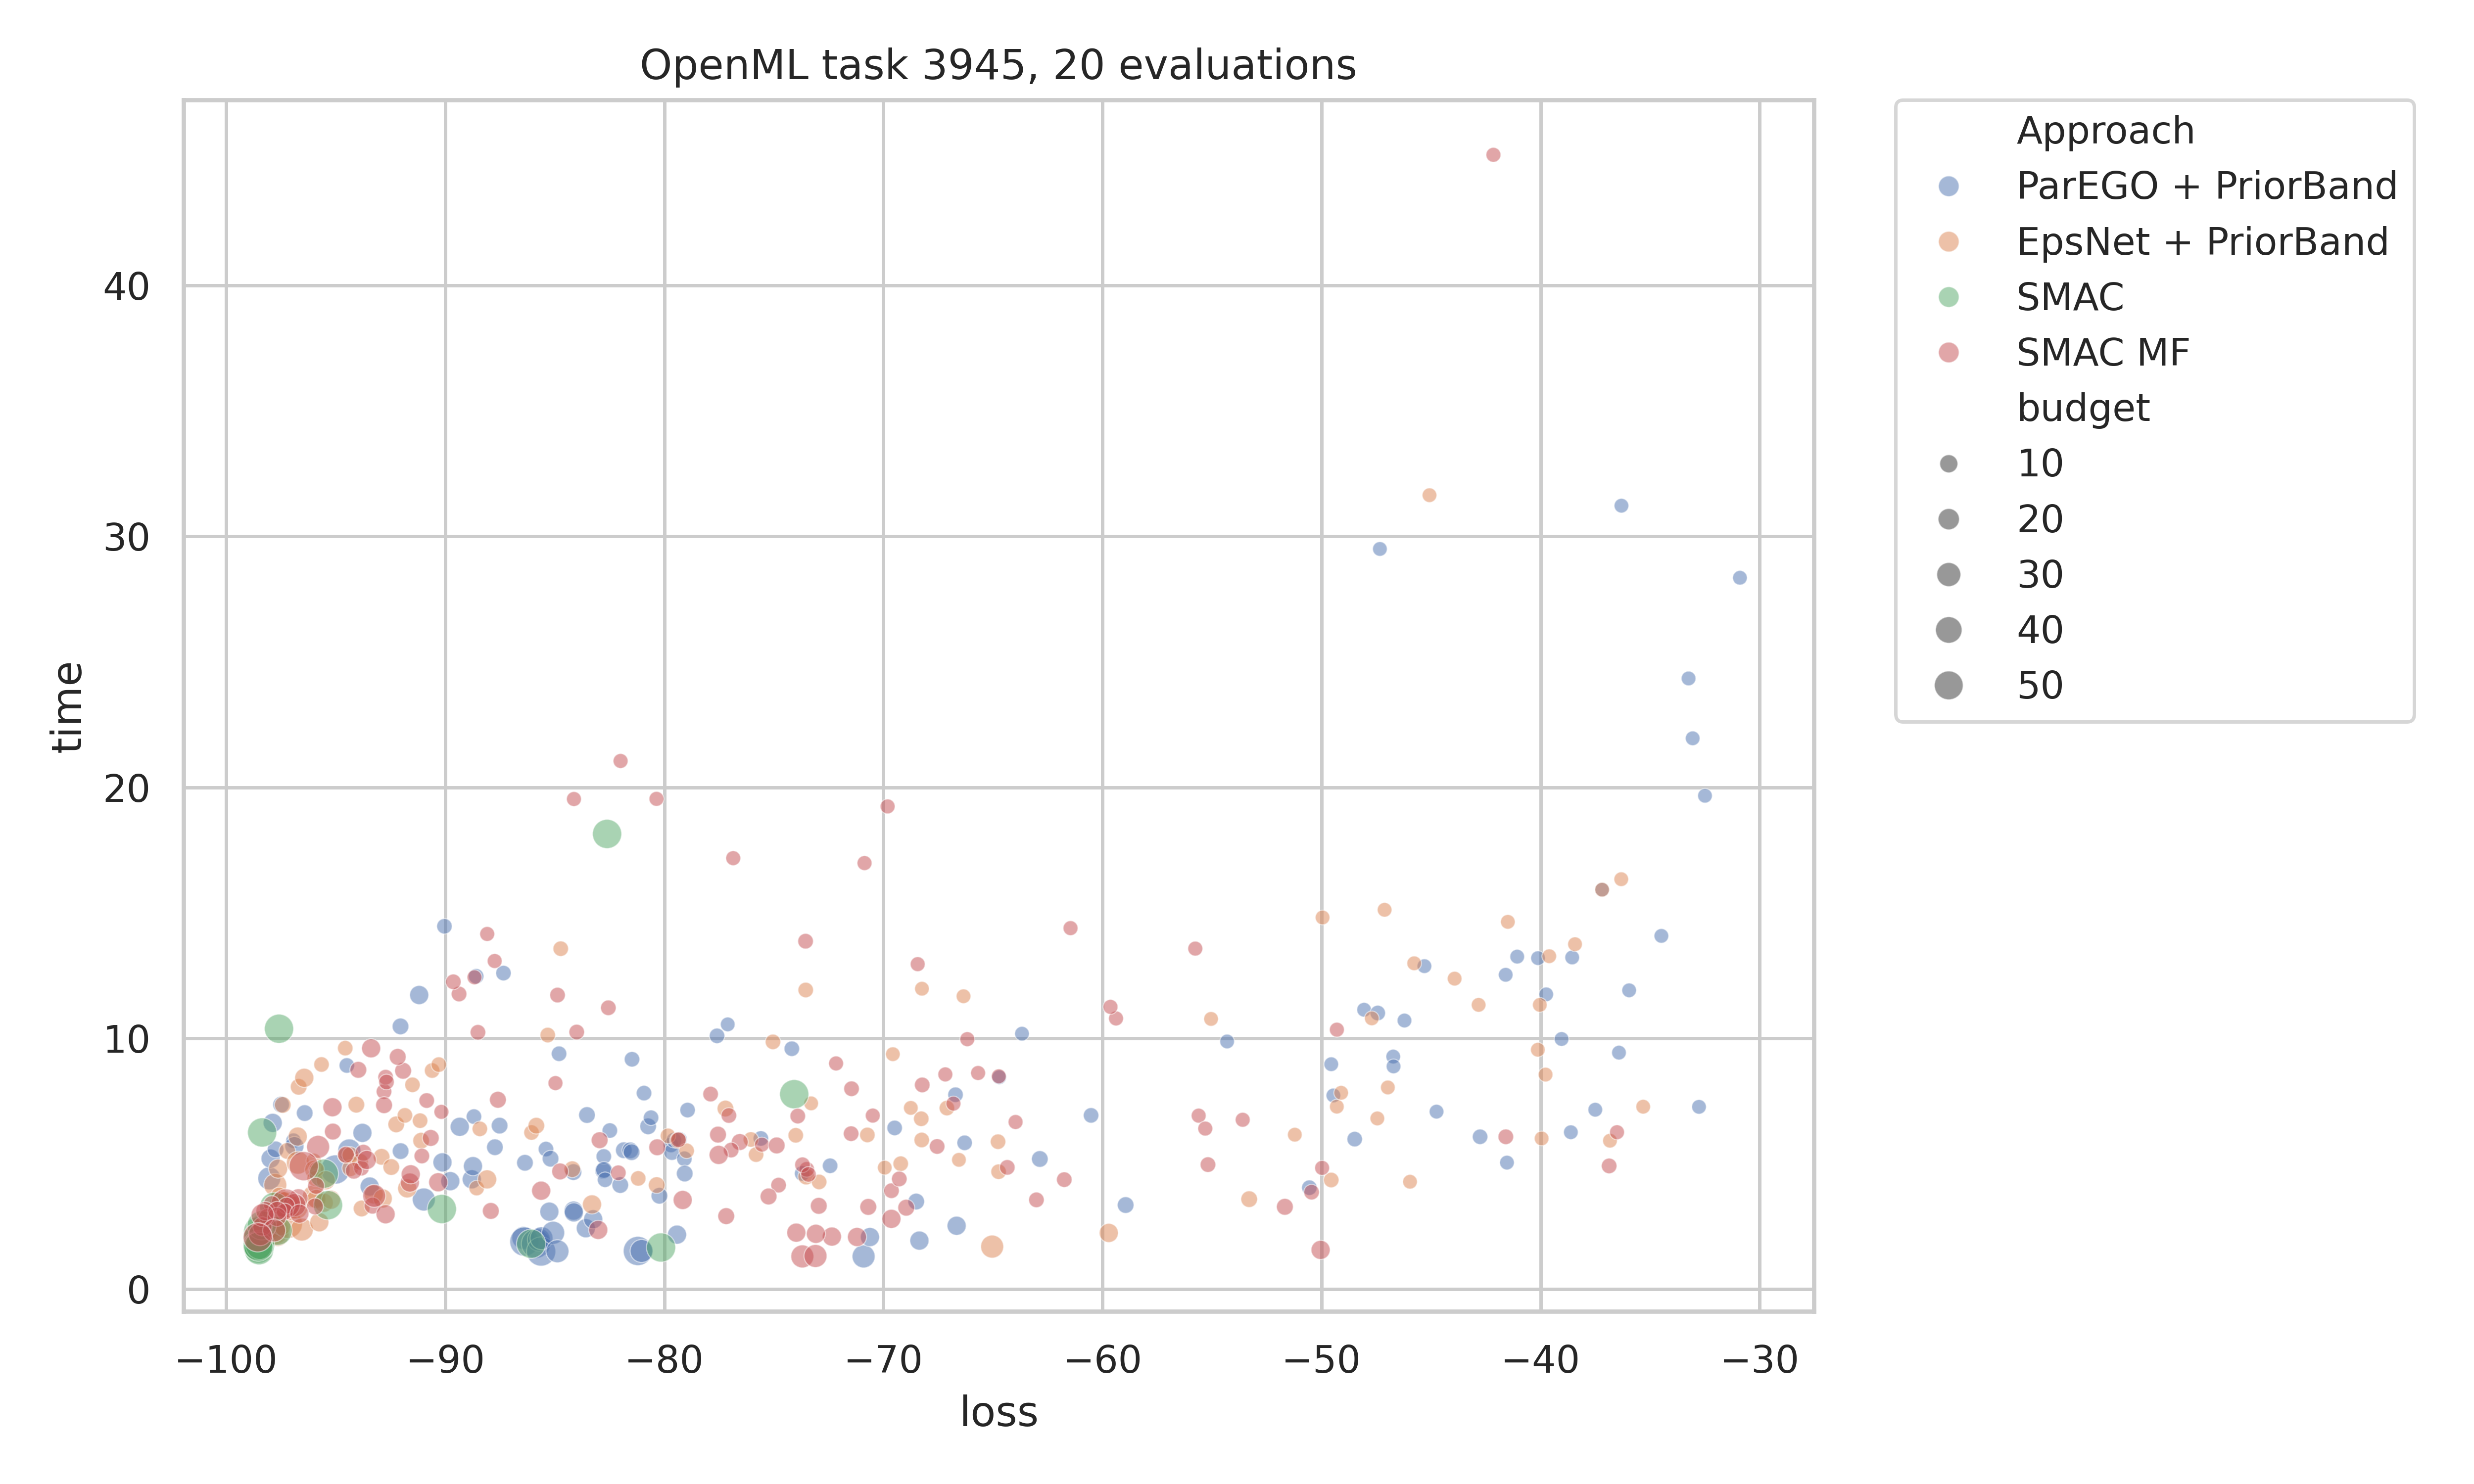 OpenML task 3945, 20 evaluations
Approach
ParEGO + PriorBand
EpsNet + PriorBand
SMAC
SMAC MF
budget
10
20
30
40
50
time
40
30
20
10
0
−100 −90 −80 −70 −60 −50 −40 −30
loss